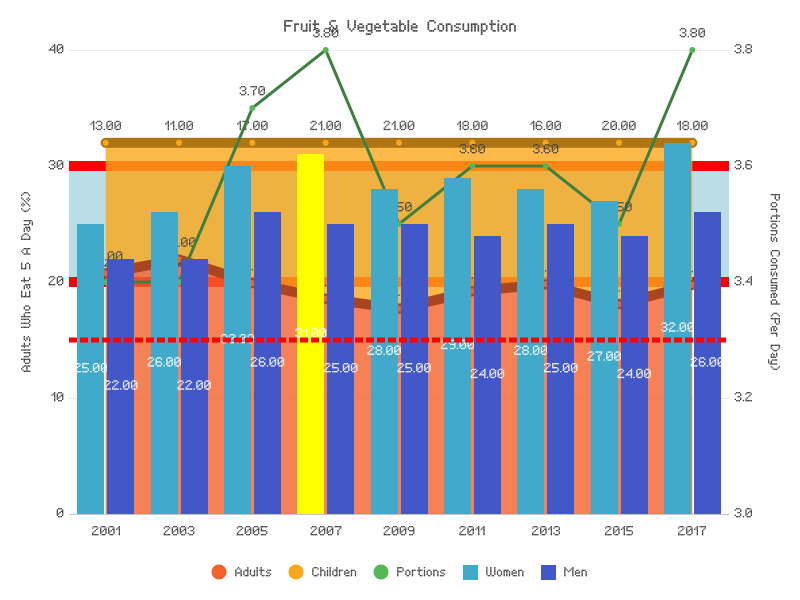 Fruit & Vegetable Consumption
3.80 3.80
40 3.8
3.70
13.00 11.00 17.00 21.00 21.00 18.00 16.00 20.00 18.00
3.60 3.60
30 3.6
Adults Who Eat 5 A Day (%)
Portions Consumed (Per Day)
20 3.4
31.00
32.00
25.00 26.00 28.00 29.00 28.00 27.00
22.00 22.00 26.00 25.00 25.00 24.00 25.00 24.00 26.00
10 3.2
0 3.0
2001 2003 2005 2007 2009 2011 2013 2015 2017
Adults Children Portions Women Men